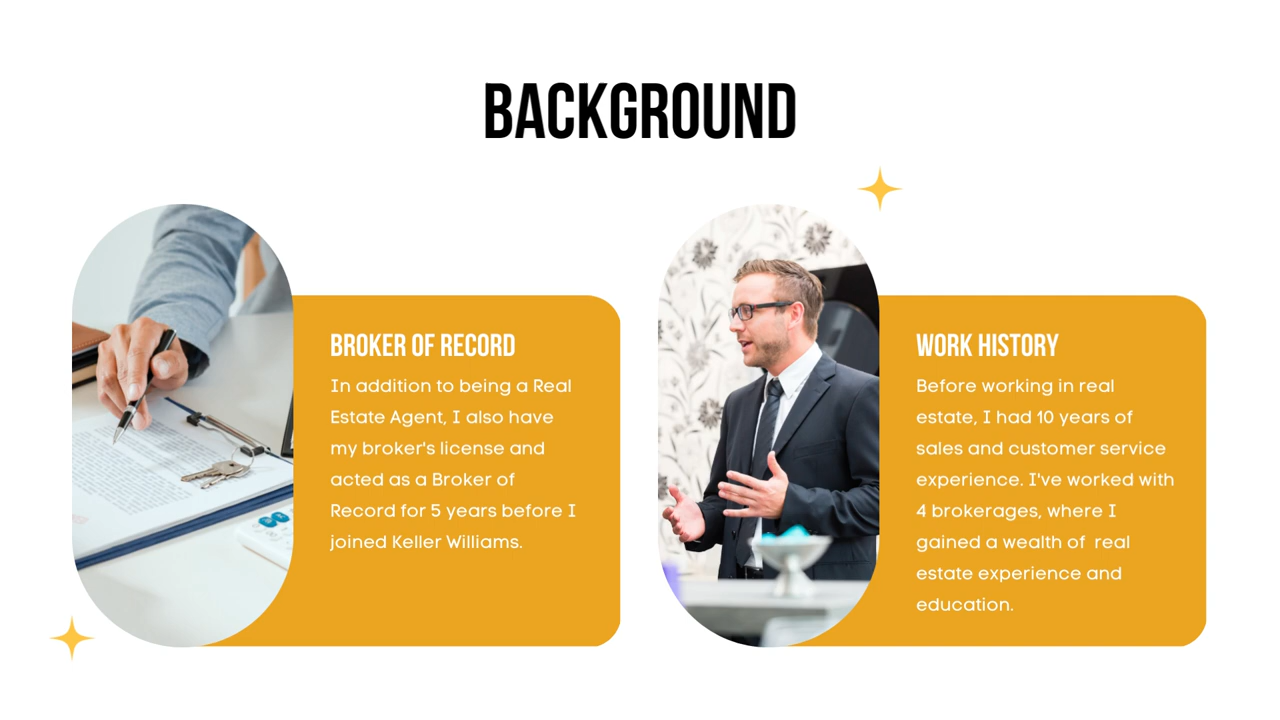 BACKGROUND
BROKER OF RECORD
In addition to being a Real
Estate Agent, I also have
my broker's license and
acted as a Broker of
Record for 5 years before I
joined Keller Williams.
WORK HISTORY
Before working in real
estate, I had 10 years of
sales and customer service
experience. I've worked with
4 brokerages, where I
gained a wealth of  real
estate experience and
education.